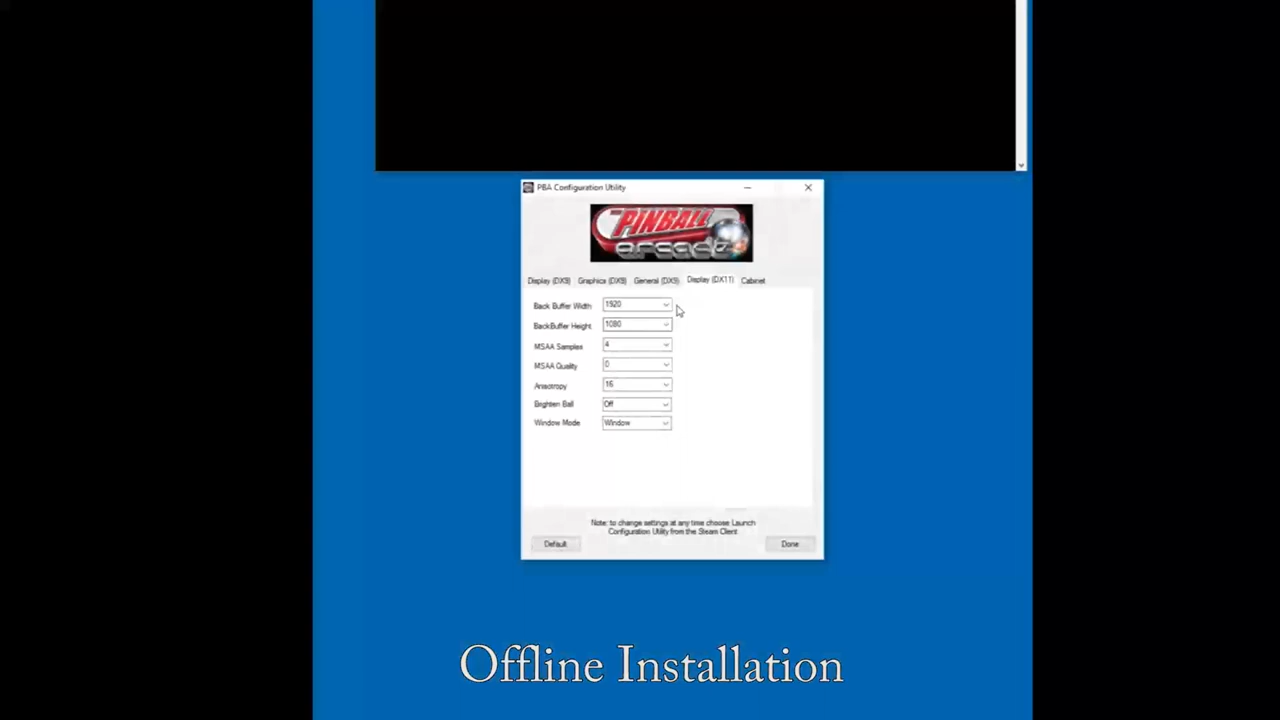 PBA Configuration Utility
PINBALL
arcade
Display (DX9) Graphics (DX9) General (DX9) Display (DX11) Cabinet
Back Buffer Width 1920
BackBuffer Height 1080
MSAA Samples 4
MSAA Quality 0
Anisotropy 16
Brighten Ball Off
Window Mode Window
Note: to change settings at any time choose Launch
Configuration Utility from the Steam Client
Default Done
Offline Installation